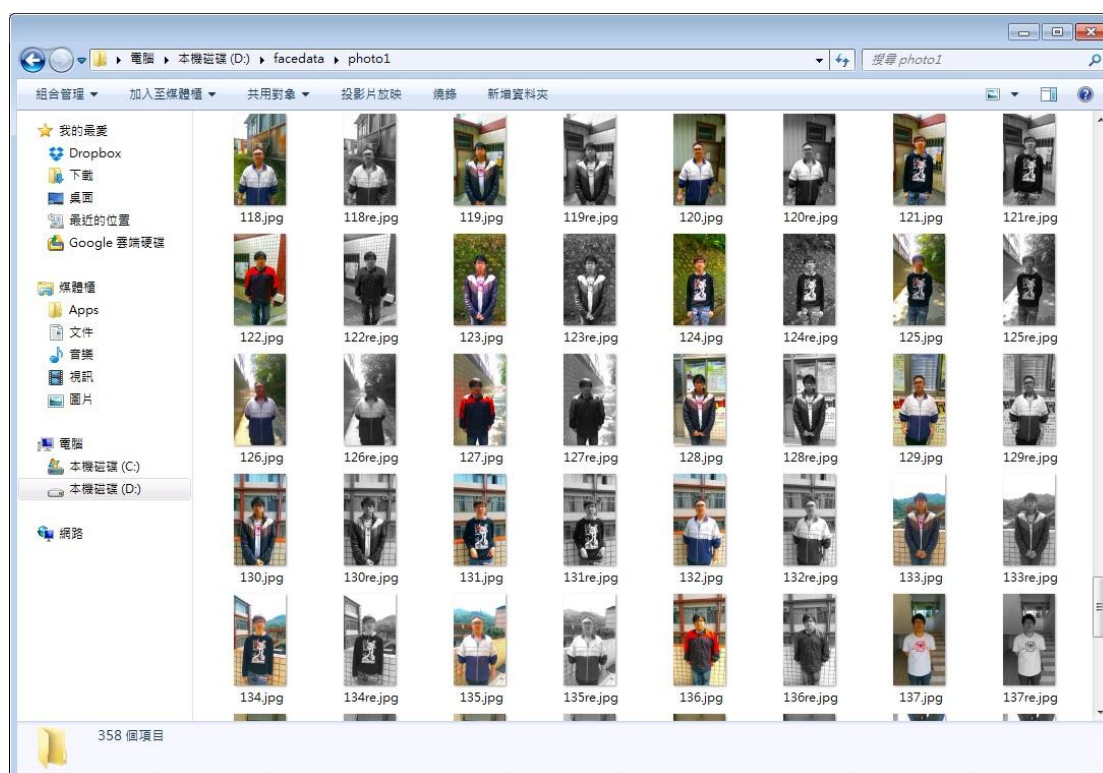 電腦 ▸ 本機磁碟 (D:) ▸ facedata ▸ photo1
搜尋 photo1
組合管理 加入至媒體櫃 共用對象 投影片放映 燒錄 新增資料夾
我的最愛
Dropbox
下載
桌面
最近的位置
Google 雲端硬碟
媒體櫃
Apps
文件
音樂
視訊
圖片
電腦
本機磁碟 (C:)
本機磁碟 (D:)
網路
118.jpg 118re.jpg 119.jpg 119re.jpg 120.jpg 120re.jpg 121.jpg 121re.jpg
122.jpg 122re.jpg 123.jpg 123re.jpg 124.jpg 124re.jpg 125.jpg 125re.jpg
126.jpg 126re.jpg 127.jpg 127re.jpg 128.jpg 128re.jpg 129.jpg 129re.jpg
130.jpg 130re.jpg 131.jpg 131re.jpg 132.jpg 132re.jpg 133.jpg 133re.jpg
134.jpg 134re.jpg 135.jpg 135re.jpg 136.jpg 136re.jpg 137.jpg 137re.jpg
358 個項目